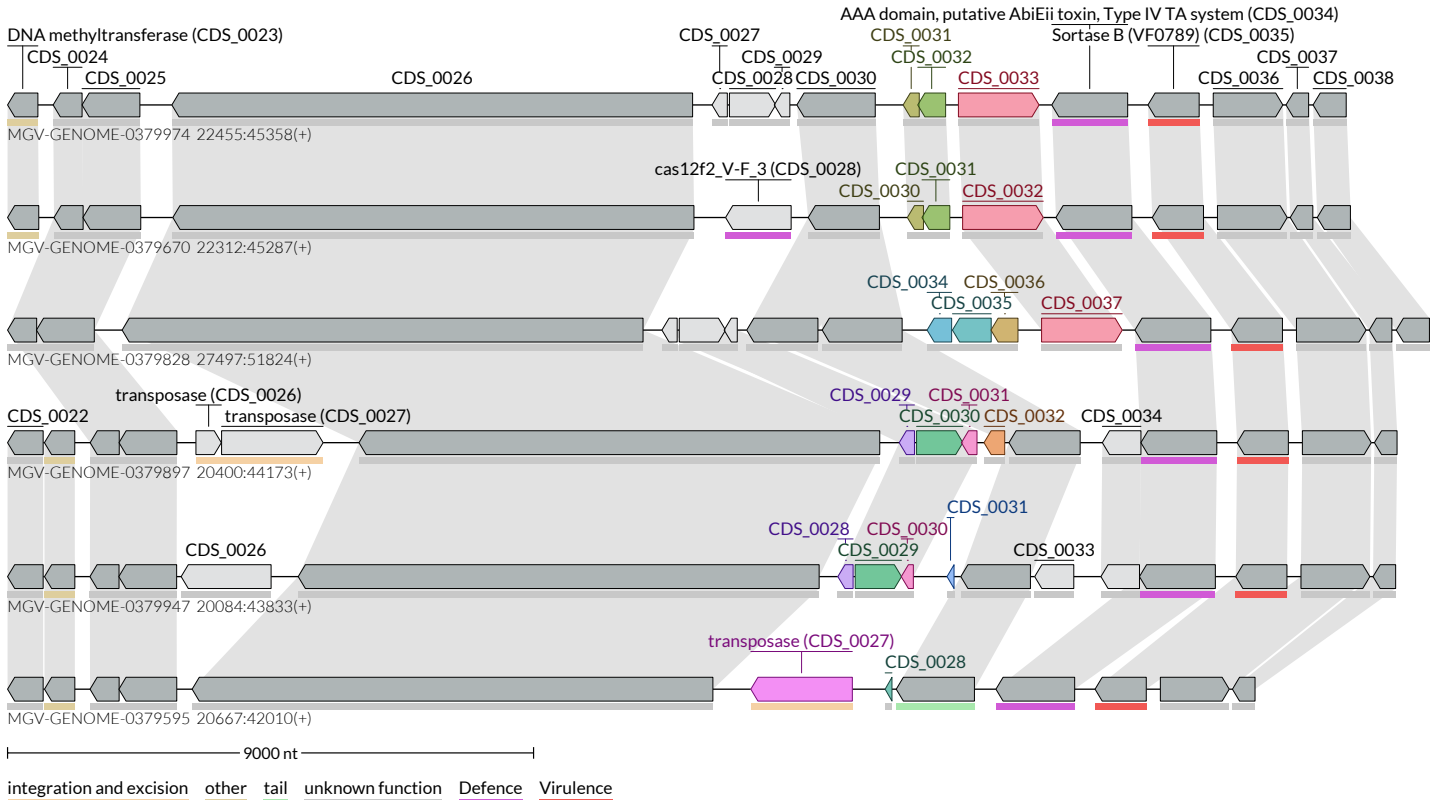 AAA domain, putative AbiEii toxin, Type IV TA system (CDS_0034)
DNA methyltransferase (CDS_0023) CDS_0027 CDS_0031 Sortase B (VF0789) (CDS_0035)
CDS_0024 CDS_0029 CDS_0032 CDS_0037
CDS_0025 CDS_0026 CDS_0028 CDS_0030 CDS_0033 CDS_0036 CDS_0038
MGV-GENOME-0379974 22455:45358(+)
cas12f2_V-F_3 (CDS_0028) CDS_0031
CDS_0030 CDS_0032
MGV-GENOME-0379670 22312:45287(+)
CDS_0034 CDS_0036
CDS_0035 CDS_0037
MGV-GENOME-0379828 27497:51824(+)
transposase (CDS_0026) CDS_0029 CDS_0031
CDS_0022 transposase (CDS_0027) CDS_0030 CDS_0032 CDS_0034
MGV-GENOME-0379897 20400:44173(+)
CDS_0031
CDS_0028 CDS_0030
CDS_0026 CDS_0029 CDS_0033
MGV-GENOME-0379947 20084:43833(+)
transposase (CDS_0027)
CDS_0028
MGV-GENOME-0379595 20667:42010(+)
9000 nt
integration and excision other tail unknown function Defence Virulence